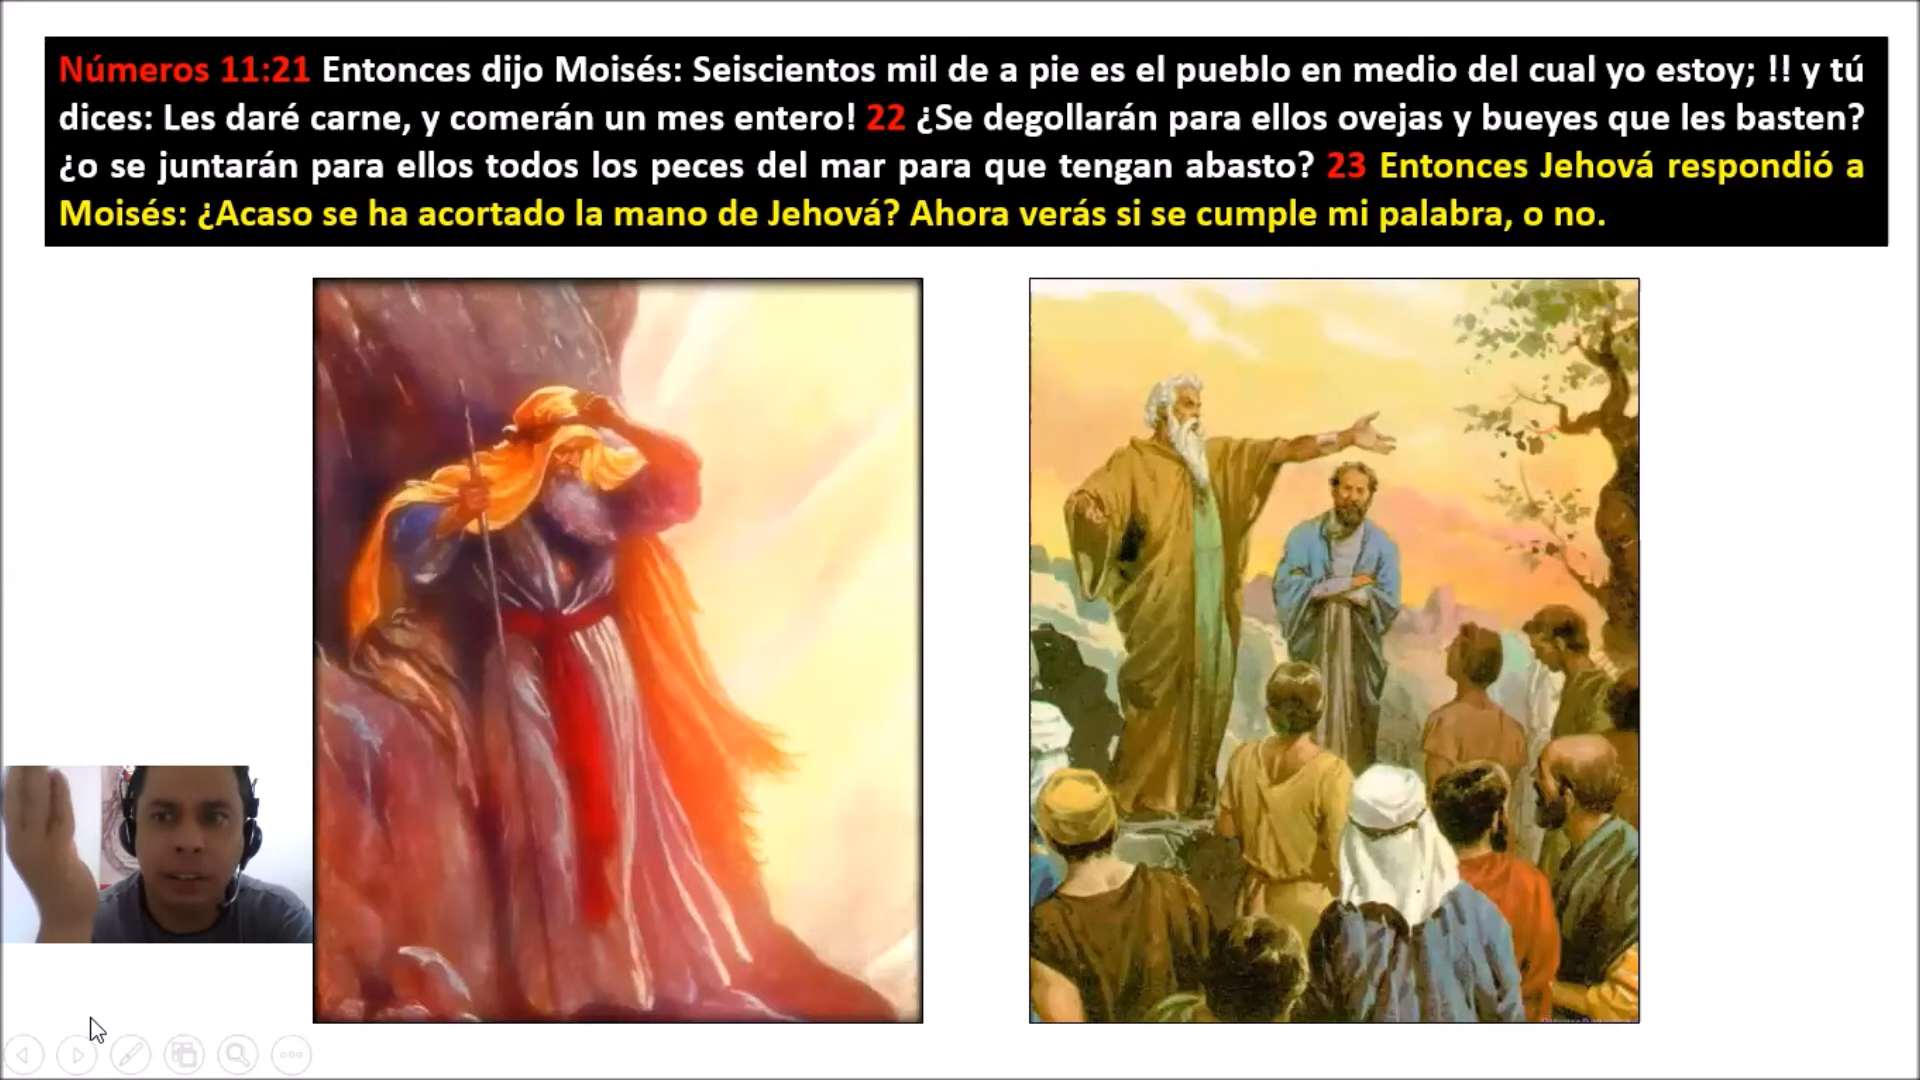 Números 11:21 Entonces dijo Moisés: Seiscientos mil de a pie es el pueblo en medio del cual yo estoy; !! y tú
dices: Les daré carne, y comerán un mes entero! 22 ¿Se degollarán para ellos ovejas y bueyes que les basten?
¿o se juntarán para ellos todos los peces del mar para que tengan abasto? 23 Entonces Jehová respondió a
Moisés: ¿Acaso se ha acortado la mano de Jehová? Ahora verás si se cumple mi palabra, o no.